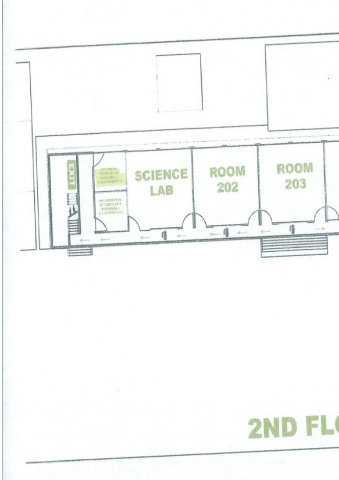 EXIT
SCIENCE
LAB
ROOM
202
ROOM
203
2ND FL